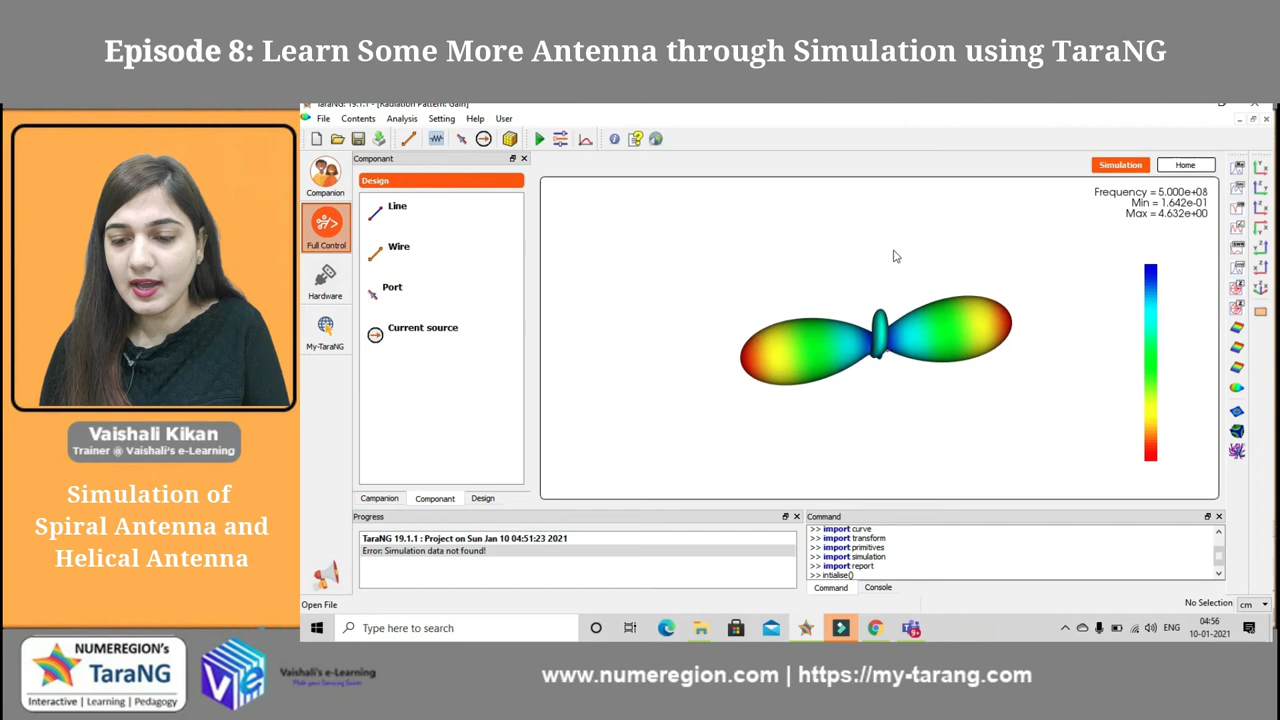 Episode 8: Learn Some More Antenna through Simulation using TaraNG
TaraNG: 19.1.1 - [Radiation Pattern: Gain]
File Contents Analysis Setting Help User
Companion
Full Control
Hardware
My-TaraNG
Componant
Design
Line
Wire
Port
Current source
Campanion Component Design
Simulation Home
Frequency = 5.000e+08
Min = 1.642e-01
Max = 4.632e+00
Progress
TaraNG 19.1.1 : Project on Sun Jan 10 04:51:23 2021
Error: Simulation data not found!
Command
>> import curve
>> import transform
>> import primitives
>> import simulation
>> import report
>> intialise()
Command Console
Open File
No Selection cm
Type here to search
ENG
04:56
10-01-2021
Vaishali Kikan
Trainer @ Vaishali's e-Learning
Simulation of
Spiral Antenna and
Helical Antenna
NUMEREGION's
TaraNG
Interactive | Learning | Pedagogy
Vaishali's e-Learning
www.numeregion.com | https://my-tarang.com